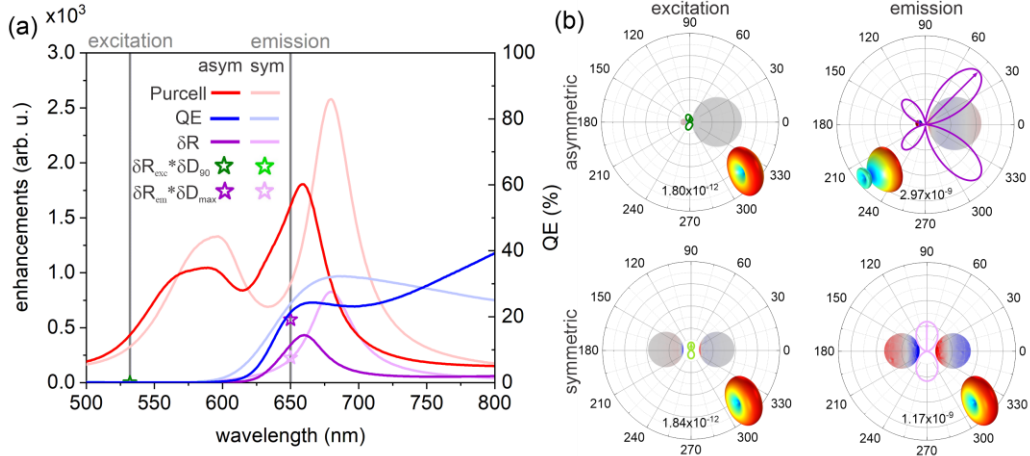 (a)
x10³
excitation
emission
asym sym
Purcell
QE
δR
δR_exc*δD_90
δR_em*δD_max
3.0
2.5
2.0
1.5
1.0
0.5
0.0
enhancements (arb. u.)
100
80
60
40
20
0
QE (%)
500 550 600 650 700 750 800
wavelength (nm)
(b)
excitation
emission
asymmetric
90
120 60
150 30
180 0
210
240 300
270
1.80x10⁻¹²
90
120 60
150 30
180 0
210 330
240 300
270
2.97x10⁻⁹
symmetric
90
120 60
150 30
180 0
210 330
240 300
270
1.84x10⁻¹²
90
120 60
150 30
180 0
210 330
240 300
270
1.17x10⁻⁹